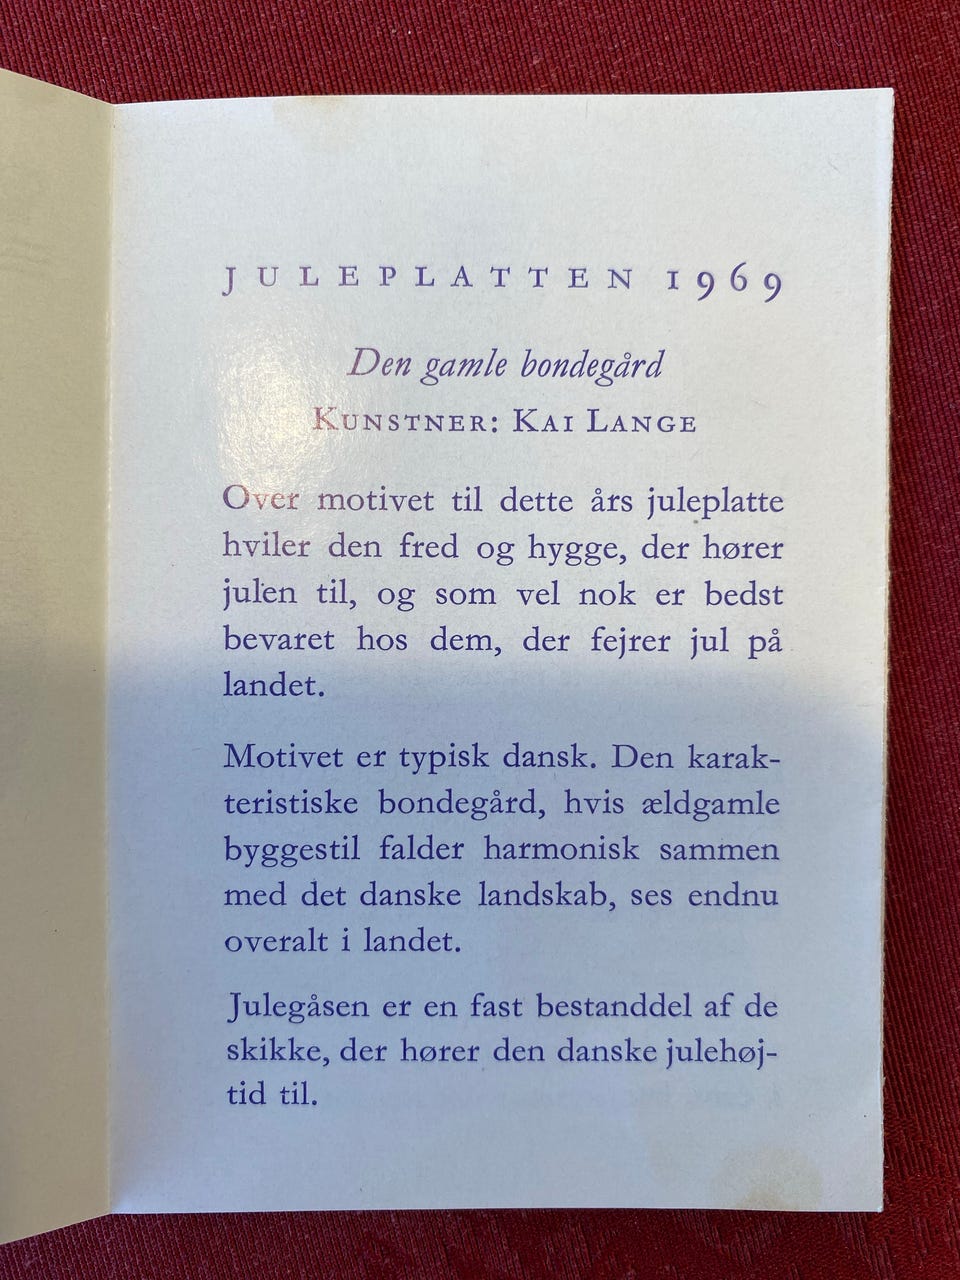 JULEPLATTEN 1969
Den gamle bondegård
KUNSTNER: KAI LANGE
Over motivet til dette års juleplatte
hviler den fred og hygge, der hører
julen til, og som vel nok er bedst
bevaret hos dem, der fejrer jul på
landet.
Motivet er typisk dansk. Den karak-
teristiske bondegård, hvis ældgamle
byggestil falder harmonisk sammen
med det danske landskab, ses endnu
overalt i landet.
Julegåsen er en fast bestanddel af de
skikke, der hører den danske julehøj-
tid til.